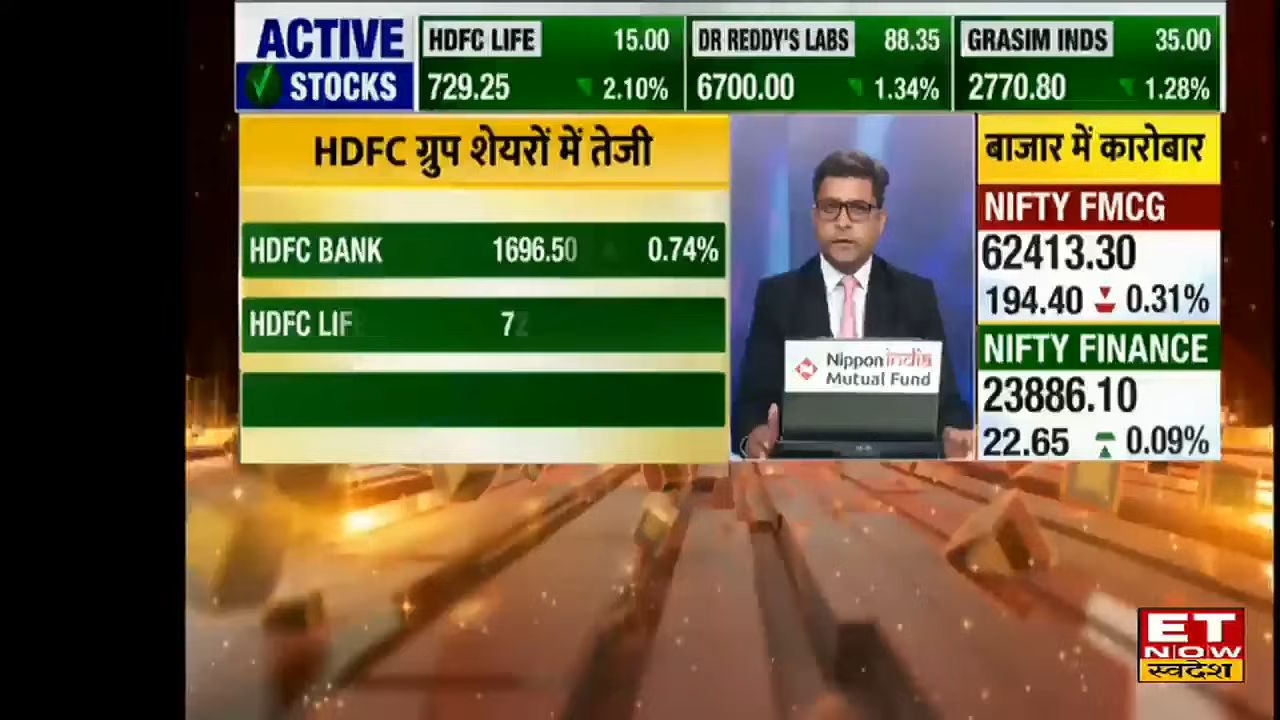 ACTIVE
STOCKS
HDFC LIFE 15.00
729.25 2.10%
DR REDDY'S LABS 88.35
6700.00 1.34%
GRASIM INDS 35.00
2770.80 1.28%
HDFC ग्रुप शेयरों में तेजी
HDFC BANK 1696.50 0.74%
HDFC LIF 72
Nippon india
Mutual Fund
बाजार में कारोबार
NIFTY FMCG
62413.30
194.40 0.31%
NIFTY FINANCE
23886.10
22.65 0.09%
ET
NOW
स्वदेश